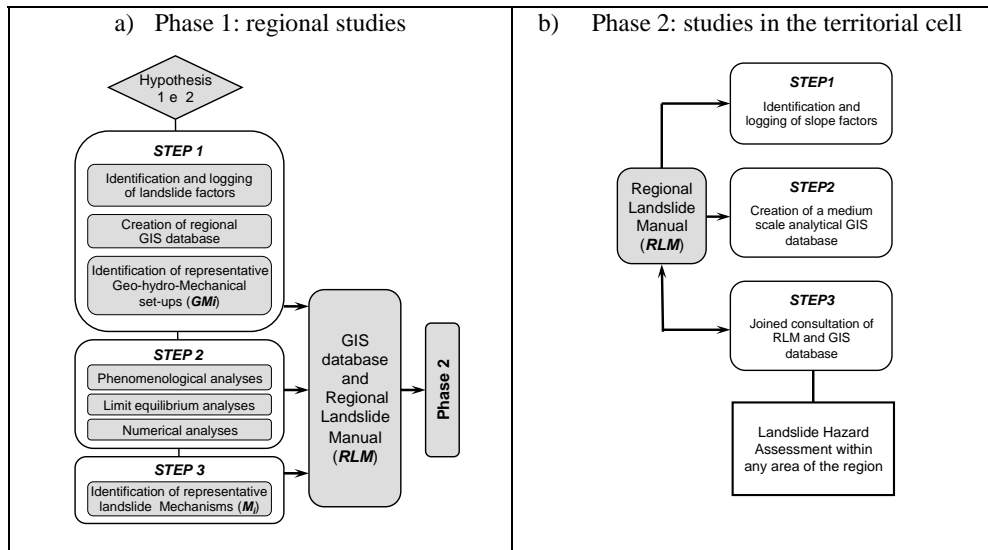 a) Phase 1: regional studies
Hypothesis
1 e 2
STEP 1
Identification and logging
of landslide factors
Creation of regional
GIS database
Identification of representative
Geo-hydro-Mechanical
set-ups (GMi)
STEP 2
Phenomenological analyses
Limit equilibrium analyses
Numerical analyses
STEP 3
Identification of representative
landslide Mechanisms (Mi)
GIS
database
and
Regional
Landslide
Manual
(RLM)
Phase 2
b) Phase 2: studies in the territorial cell
STEP1
Identification and
logging of slope factors
Regional
Landslide
Manual
(RLM)
STEP2
Creation of a medium
scale analytical GIS
database
STEP3
Joined consultation of
RLM and GIS
database
Landslide Hazard
Assessment within
any area of the region